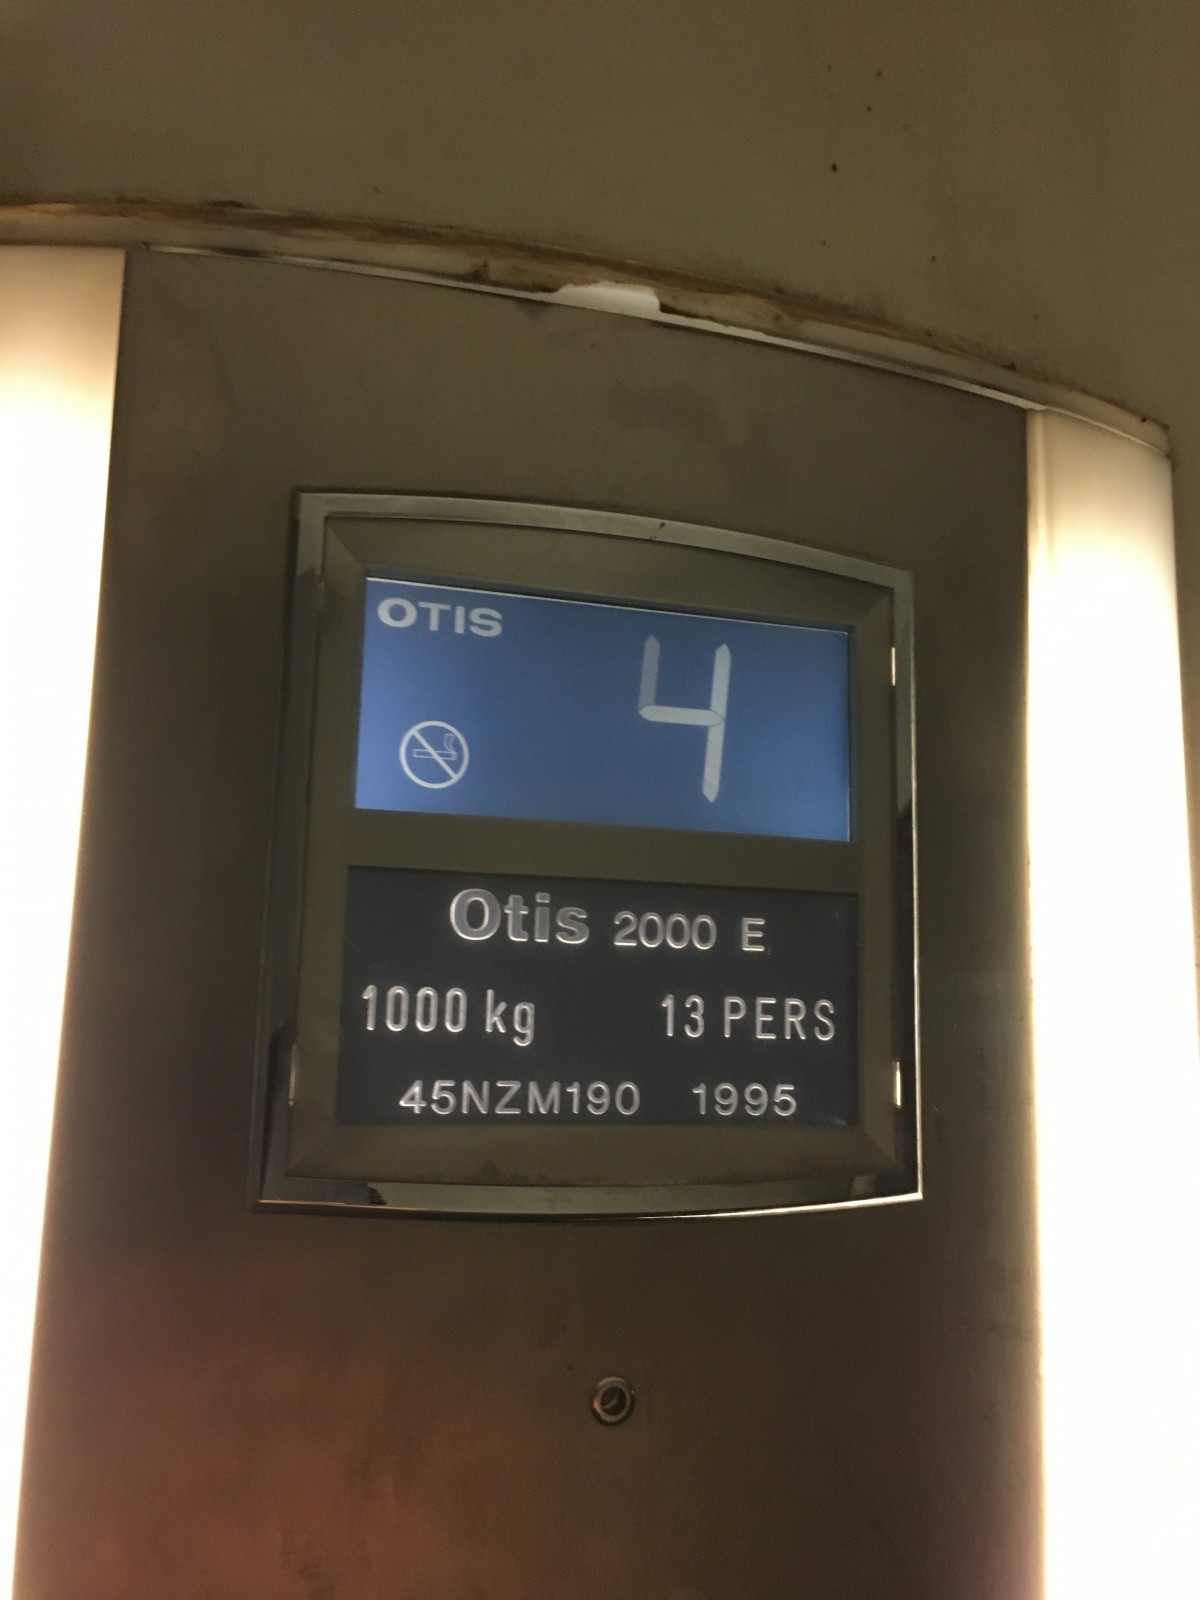 OTIS
4
Otis 2000 E
1000 kg 13 PERS
45NZM190 1995